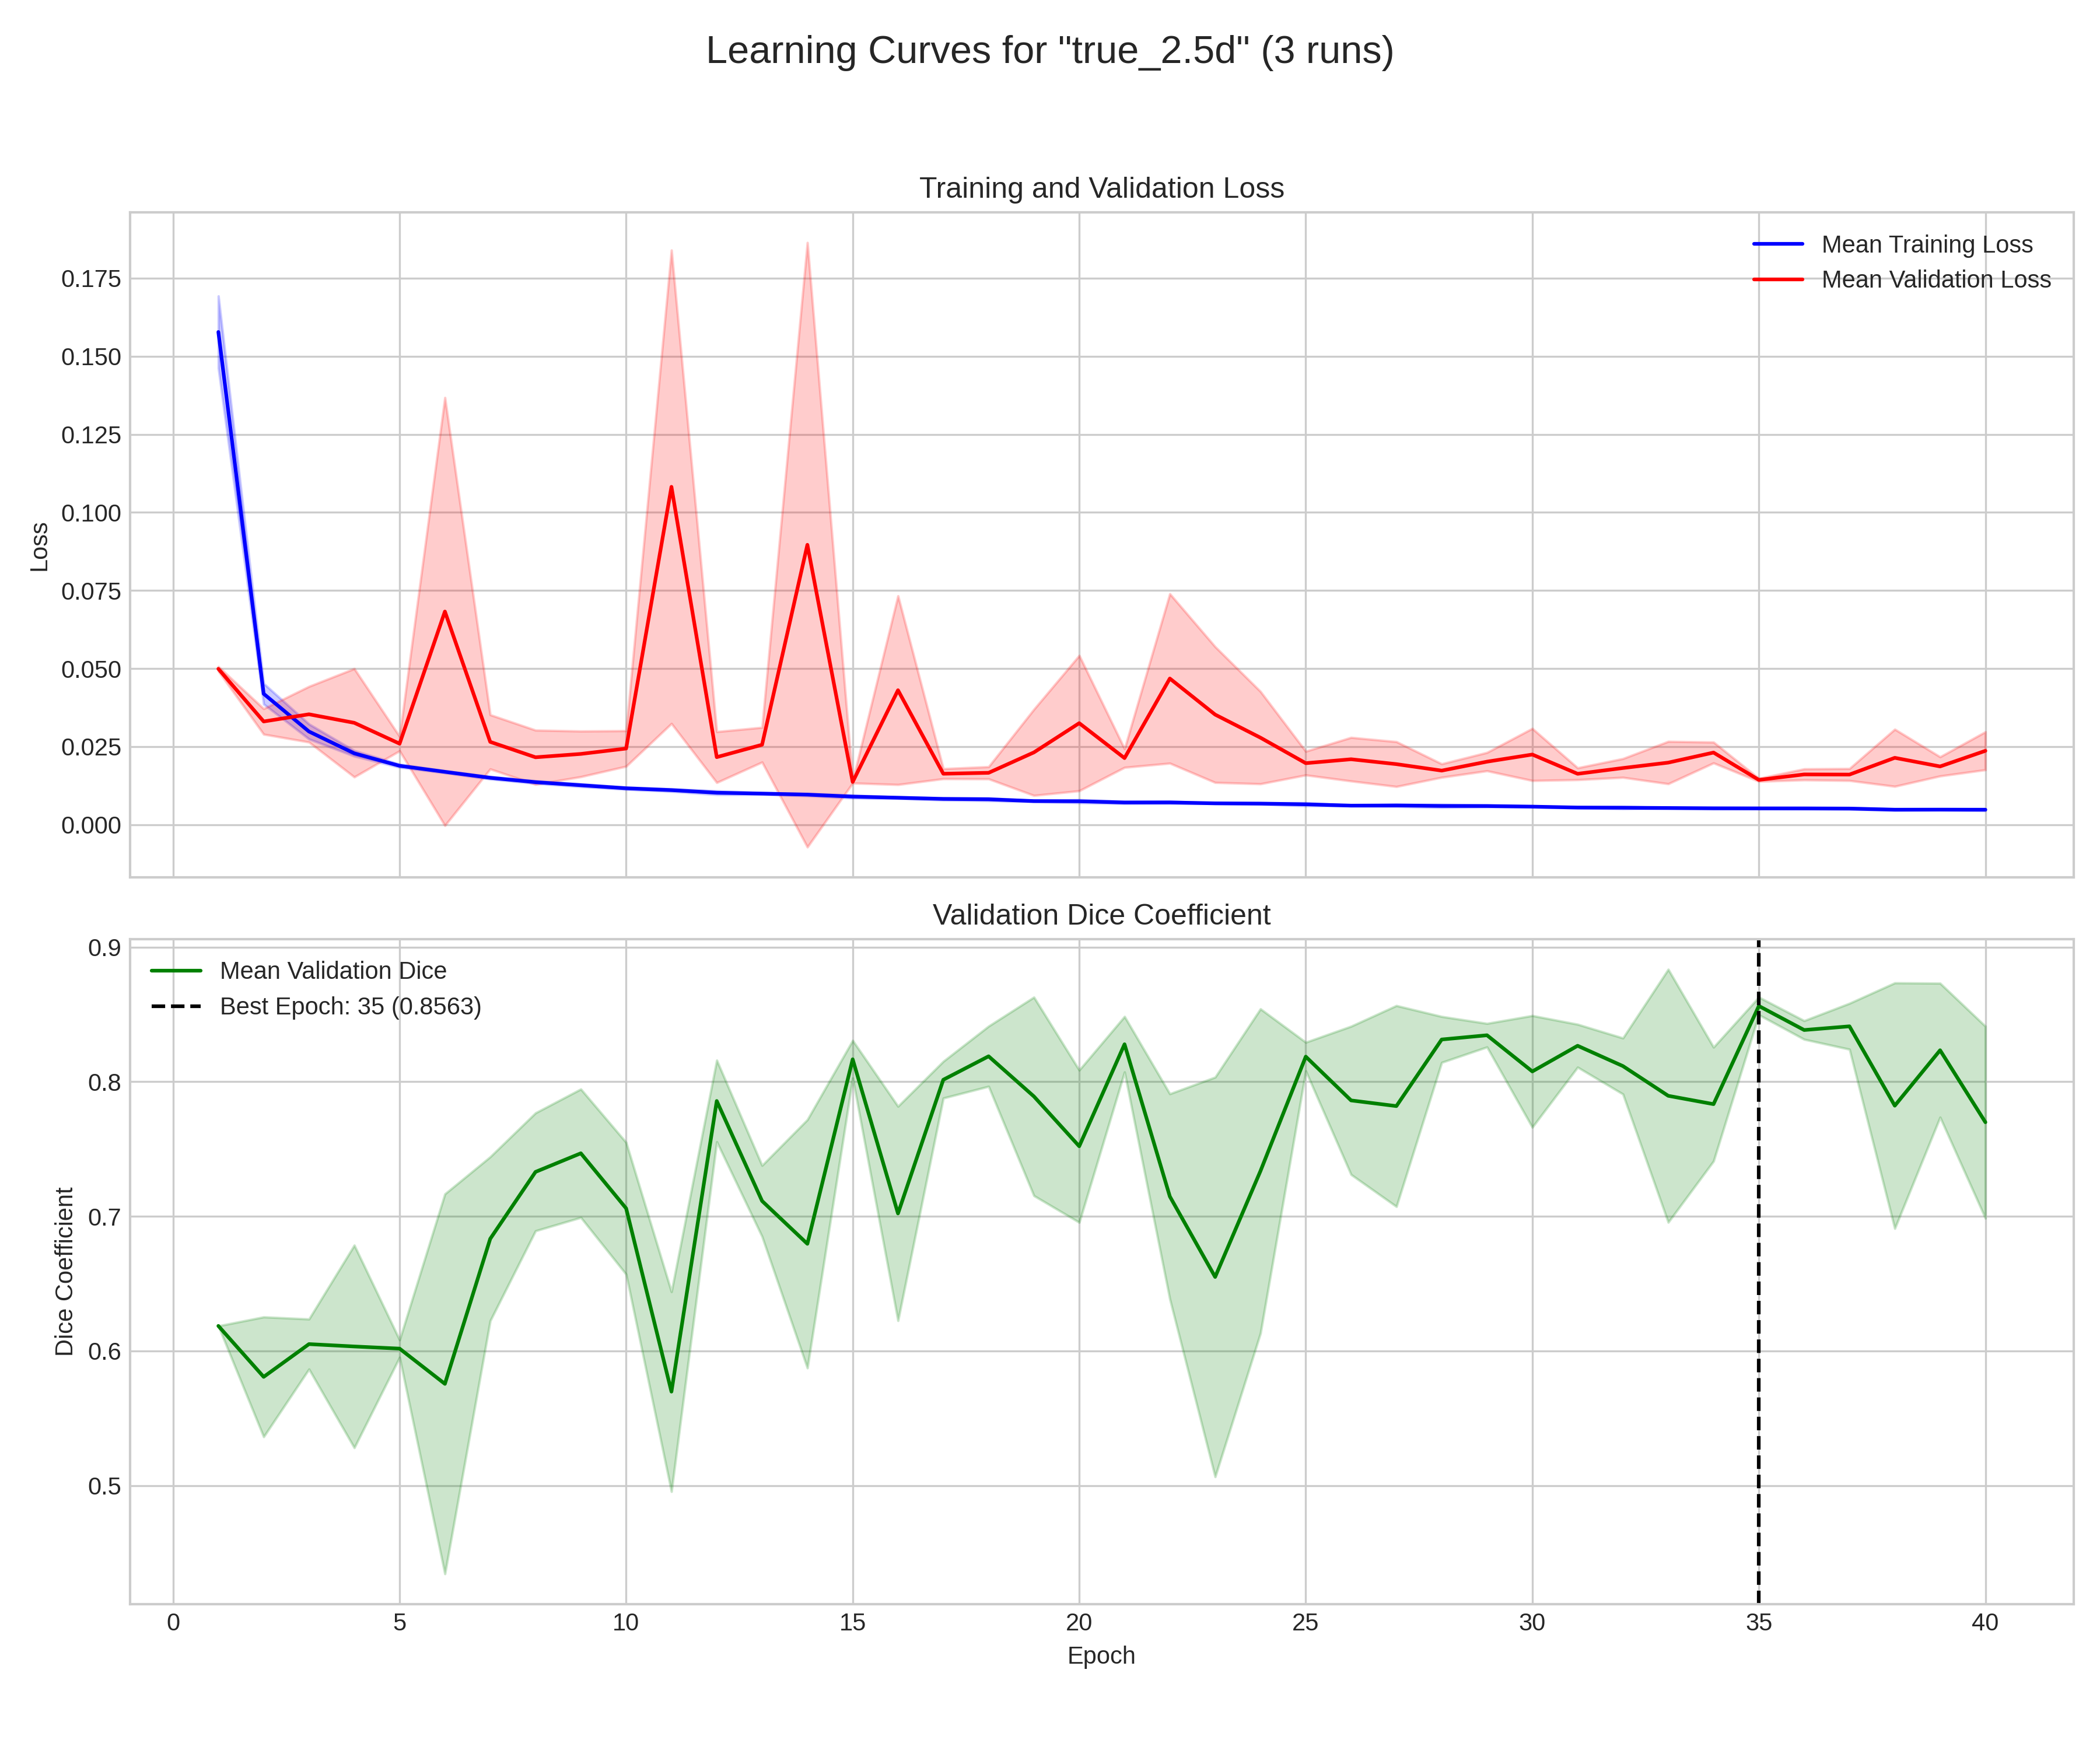 Learning Curves for "true_2.5d" (3 runs)
Training and Validation Loss
Mean Training Loss
Mean Validation Loss
0.175
0.150
0.125
0.100
0.075
0.050
0.025
0.000
Loss
Validation Dice Coefficient
Mean Validation Dice
Best Epoch: 35 (0.8563)
0.9
0.8
0.7
0.6
0.5
Dice Coefficient
0 5 10 15 20 25 30 35 40
Epoch